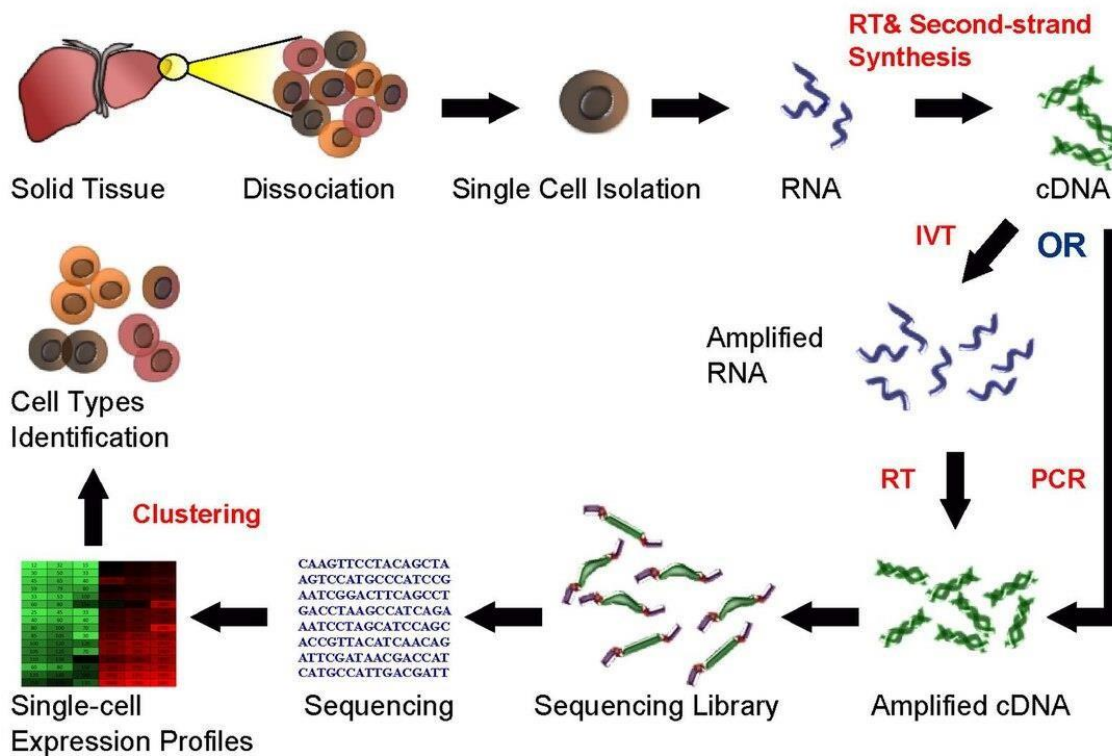 RT& Second-strand
Synthesis
Solid Tissue
Dissociation
Single Cell Isolation
RNA
cDNA
IVT
OR
Amplified
RNA
RT
PCR
Amplified cDNA
Sequencing Library
CAAGTTCCTACAGCTA
AGTCCATGCCCATCCG
AATCGGACTTCAGCCT
GACCTAAGCCATCAGA
AATCCTAGCATCCAGC
ACCGTTACATCAACAG
ATTCGATAACGACCAT
CATGCCATTGACGATT
Sequencing
Single-cell
Expression Profiles
Clustering
Cell Types
Identification